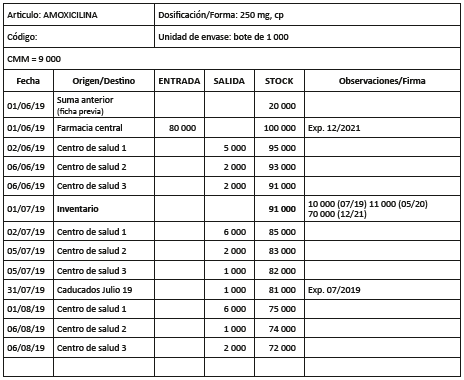 Articulo: AMOXICILINA Dosificación/Forma: 250 mg, cp
Código: Unidad de envase: bote de 1 000
CMM = 9 000
Fecha Origen/Destino ENTRADA SALIDA STOCK Observaciones/Firma
01/06/19 Suma anterior (ficha previa) 20 000
01/06/19 Farmacia central 80 000 100 000 Exp. 12/2021
02/06/19 Centro de salud 1 5 000 95 000
06/06/19 Centro de salud 2 2 000 93 000
06/06/19 Centro de salud 3 2 000 91 000
01/07/19 Inventario 91 000 10 000 (07/19) 11 000 (05/20) 70 000 (12/21)
02/07/19 Centro de salud 1 6 000 85 000
05/07/19 Centro de salud 2 2 000 83 000
05/07/19 Centro de salud 3 1 000 82 000
31/07/19 Caducados Julio 19 1 000 81 000 Exp. 07/2019
01/08/19 Centro de salud 1 6 000 75 000
06/08/19 Centro de salud 2 1 000 74 000
06/08/19 Centro de salud 3 2 000 72 000